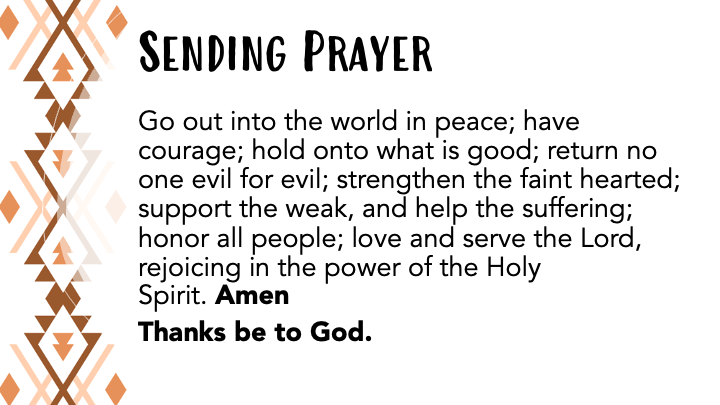 Sending Prayer
Go out into the world in peace; have
courage; hold onto what is good; return no
one evil for evil; strengthen the faint hearted;
support the weak, and help the suffering;
honor all people; love and serve the Lord,
rejoicing in the power of the Holy
Spirit. Amen
Thanks be to God.